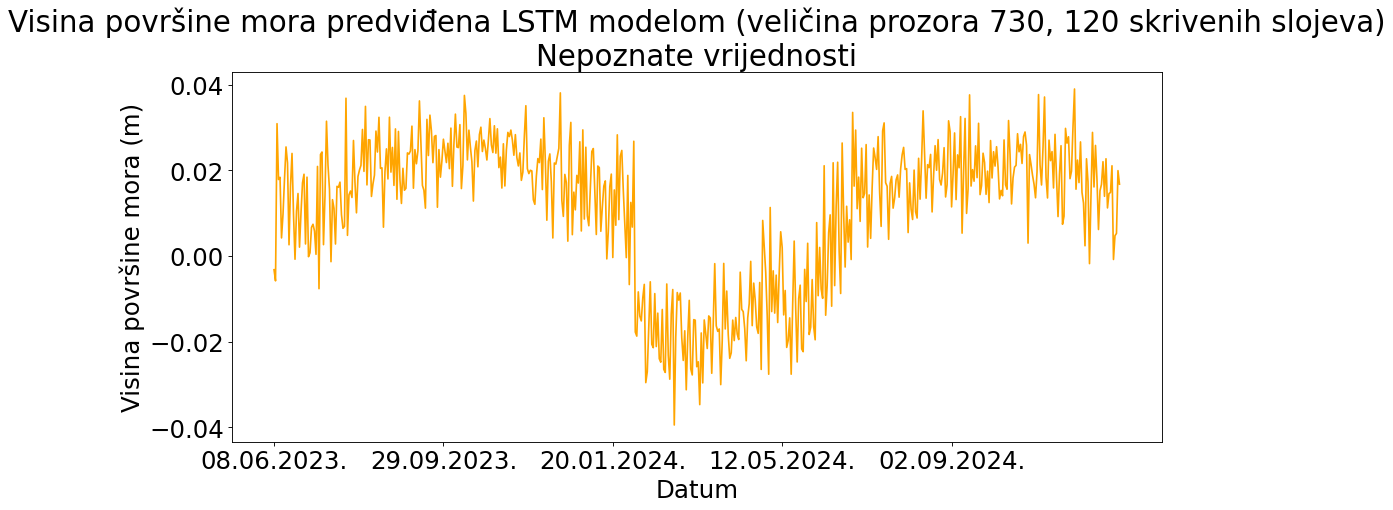 Visina površine mora predviđena LSTM modelom (veličina prozora 730, 120 skrivenih slojeva)
Nepoznate vrijednosti
Visina površine mora (m)
0.04
0.02
0.00
−0.02
−0.04
08.06.2023. 29.09.2023. 20.01.2024. 12.05.2024. 02.09.2024.
Datum